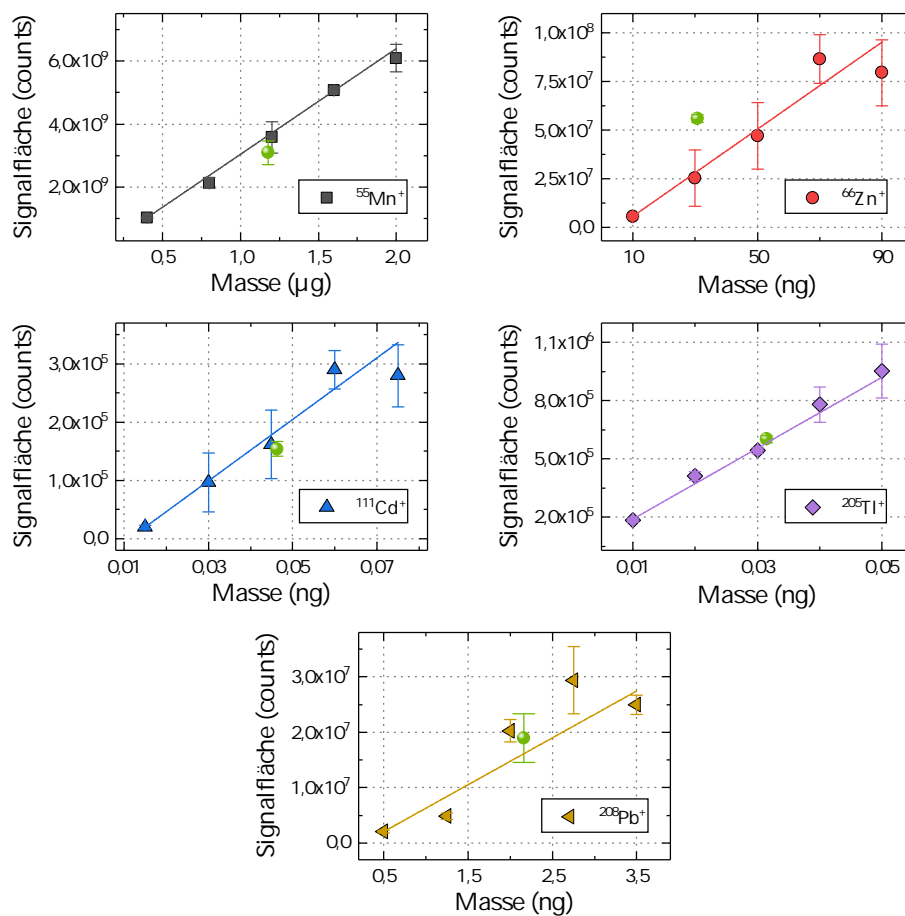 Signalfläche (counts)
6,0x10⁹
4,0x10⁹
2,0x10⁹
⁵⁵Mn⁺
0,5 1,0 1,5 2,0
Masse (µg)
Signalfläche (counts)
1,0x10⁸
7,5x10⁷
5,0x10⁷
2,5x10⁷
0,0
⁶⁶Zn⁺
10 50 90
Masse (ng)
Signalfläche (counts)
3,0x10⁵
2,0x10⁵
1,0x10⁵
0,0
¹¹¹Cd⁺
0,01 0,03 0,05 0,07
Masse (ng)
Signalfläche (counts)
1,1x10⁶
8,0x10⁵
5,0x10⁵
2,0x10⁵
²⁰⁵Tl⁺
0,01 0,03 0,05
Masse (ng)
Signalfläche (counts)
3,0x10⁷
2,0x10⁷
1,0x10⁷
0,0
²⁰⁸Pb⁺
0,5 1,5 2,5 3,5
Masse (ng)